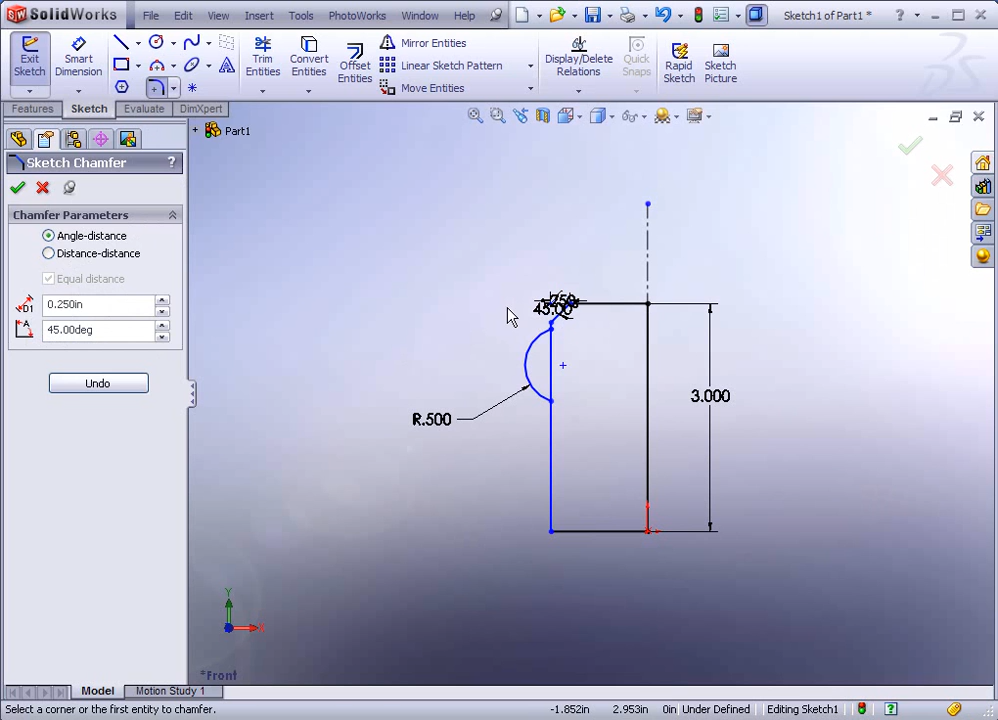 SolidWorks File Edit View Insert Tools PhotoWorks Window Help Sketch1 of Part1 * ?
Exit Sketch
Smart Dimension
Trim Entities
Convert Entities
Offset Entities
Mirror Entities
Linear Sketch Pattern
Move Entities
Display/Delete Relations
Quick Snaps
Rapid Sketch
Sketch Picture
Features Sketch Evaluate DimXpert
Part1
Sketch Chamfer ?
Chamfer Parameters
Angle-distance
Distance-distance
Equal distance
D1 0.250in
A 45.00deg
Undo
45.00°
R.500
3.000
Y
X
*Front
Model Motion Study 1
Select a corner or the first entity to chamfer. -1.852in 2.953in 0in Under Defined Editing Sketch1 ?